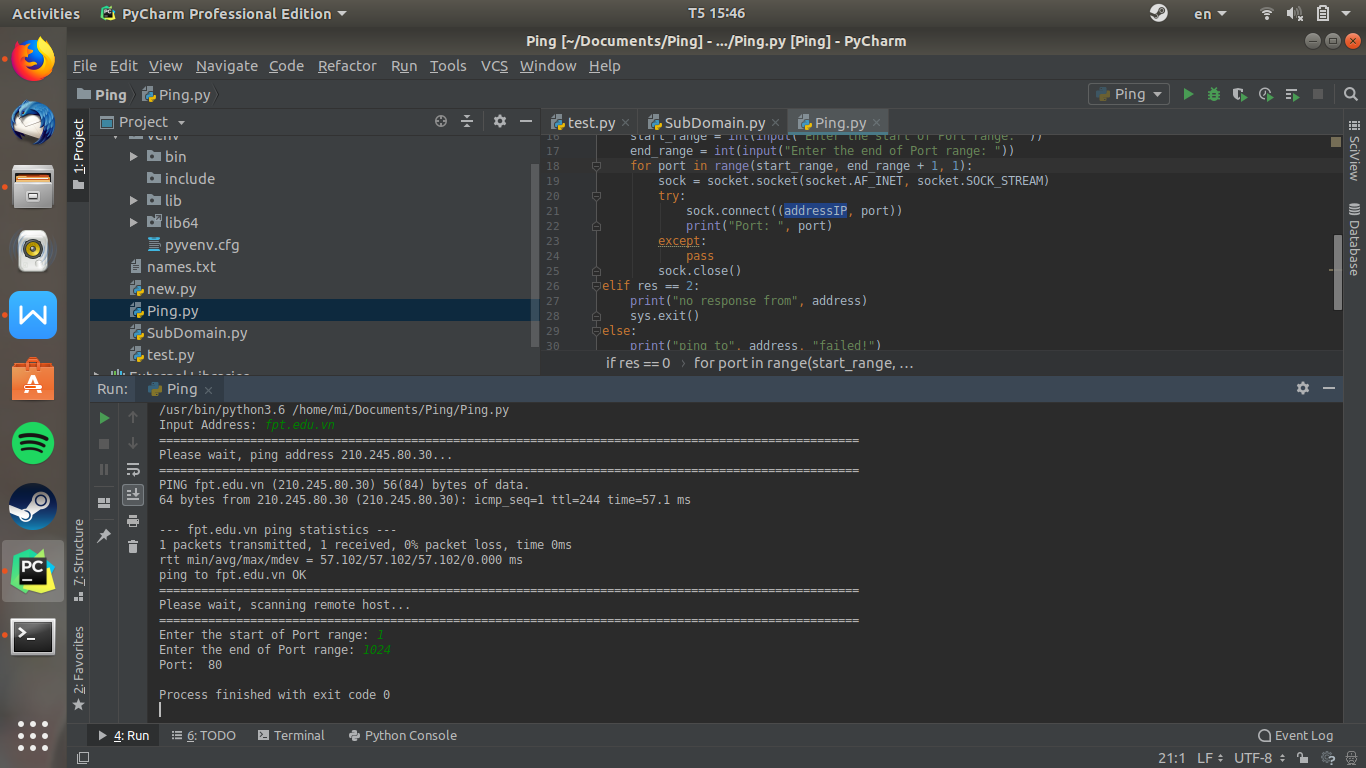 Activities PyCharm Professional Edition T5 15:46 en
Ping [~/Documents/Ping] - .../Ping.py [Ping] - PyCharm
File Edit View Navigate Code Refactor Run Tools VCS Window Help
Ping Ping.py Ping
1: Project
Project
venv
bin
include
lib
lib64
pyvenv.cfg
names.txt
new.py
Ping.py
SubDomain.py
test.py
External Libraries
test.py SubDomain.py Ping.py
16 start_range = int(input("Enter the start of Port range: "))
17 end_range = int(input("Enter the end of Port range: "))
18 for port in range(start_range, end_range + 1, 1):
19 sock = socket.socket(socket.AF_INET, socket.SOCK_STREAM)
20 try:
21 sock.connect((addressIP, port))
22 print("Port: ", port)
23 except:
24 pass
25 sock.close()
26 elif res == 2:
27 print("no response from", address)
28 sys.exit()
29 else:
30 print("ping to", address, "failed!")
if res == 0 › for port in range(start_range, …
SciView
Database
Run: Ping
/usr/bin/python3.6 /home/mi/Documents/Ping/Ping.py
Input Address: fpt.edu.vn
====================================================================================================
Please wait, ping address 210.245.80.30...
====================================================================================================
PING fpt.edu.vn (210.245.80.30) 56(84) bytes of data.
64 bytes from 210.245.80.30 (210.245.80.30): icmp_seq=1 ttl=244 time=57.1 ms
--- fpt.edu.vn ping statistics ---
1 packets transmitted, 1 received, 0% packet loss, time 0ms
rtt min/avg/max/mdev = 57.102/57.102/57.102/0.000 ms
ping to fpt.edu.vn OK
====================================================================================================
Please wait, scanning remote host...
====================================================================================================
Enter the start of Port range: 1
Enter the end of Port range: 1024
Port:  80
Process finished with exit code 0
7: Structure
2: Favorites
PC
4: Run 6: TODO Terminal Python Console Event Log
21:1 LF UTF-8